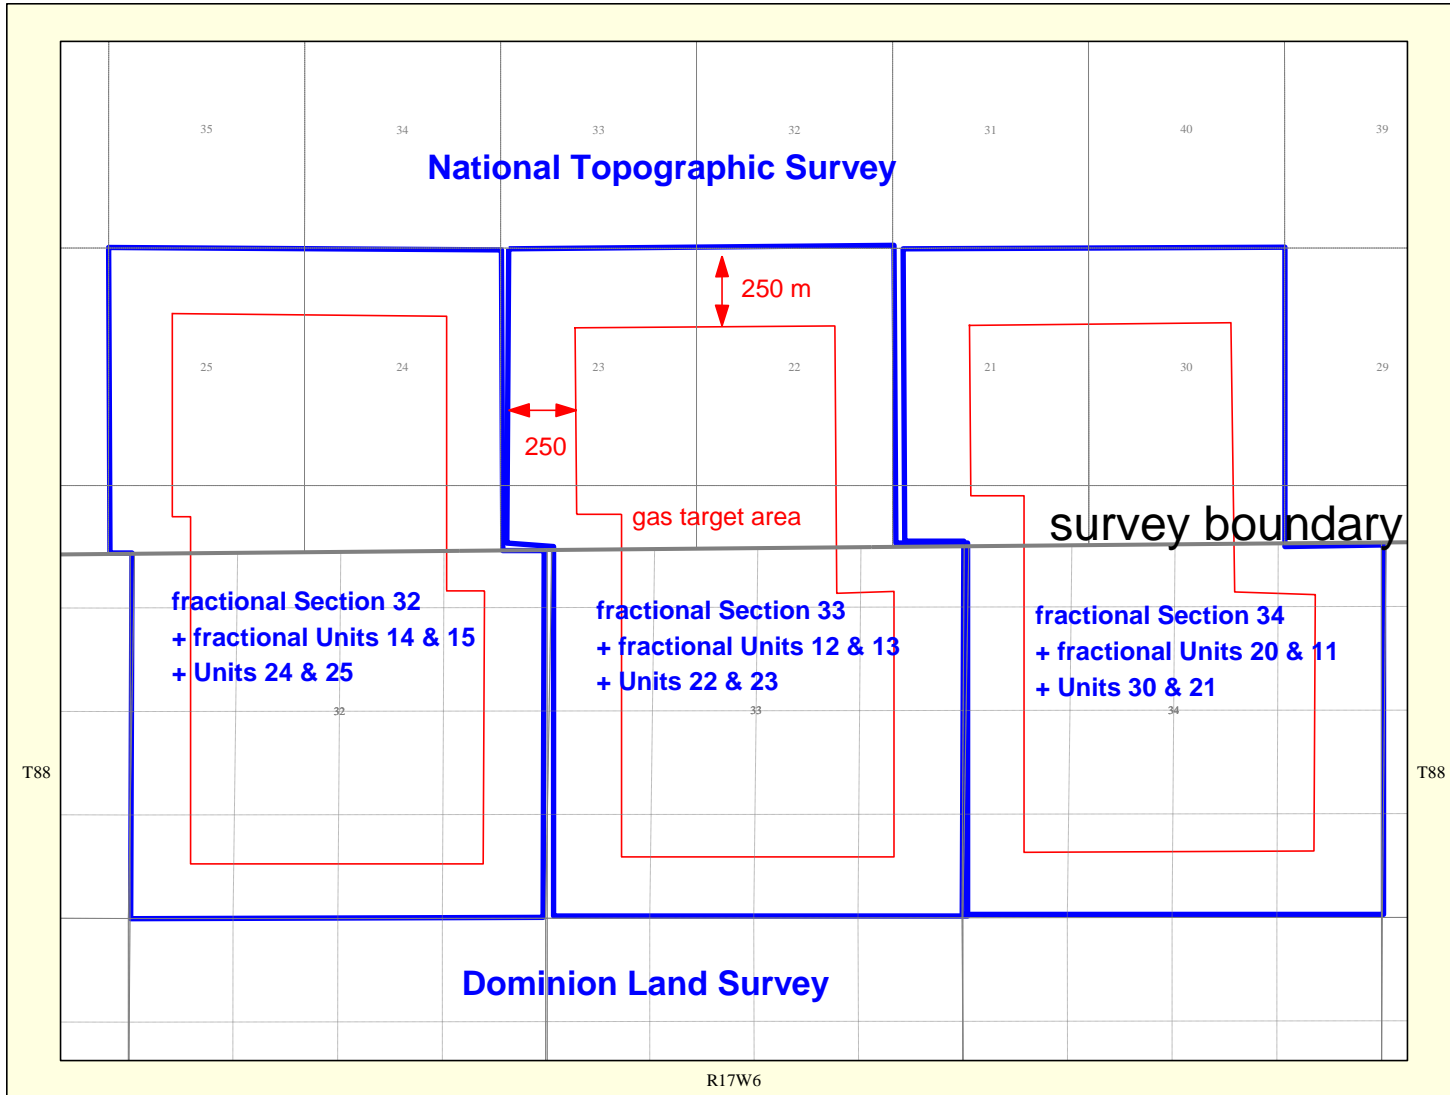 35 34 33 32 31 40 39
National Topographic Survey
250 m
25 24 23 22 21 30 29
250
gas target area
survey boundary
fractional Section 32
+ fractional Units 14 & 15
+ Units 24 & 25
fractional Section 33
+ fractional Units 12 & 13
+ Units 22 & 23
fractional Section 34
+ fractional Units 20 & 11
+ Units 30 & 21
32 33 34
T88 T88
Dominion Land Survey
R17W6